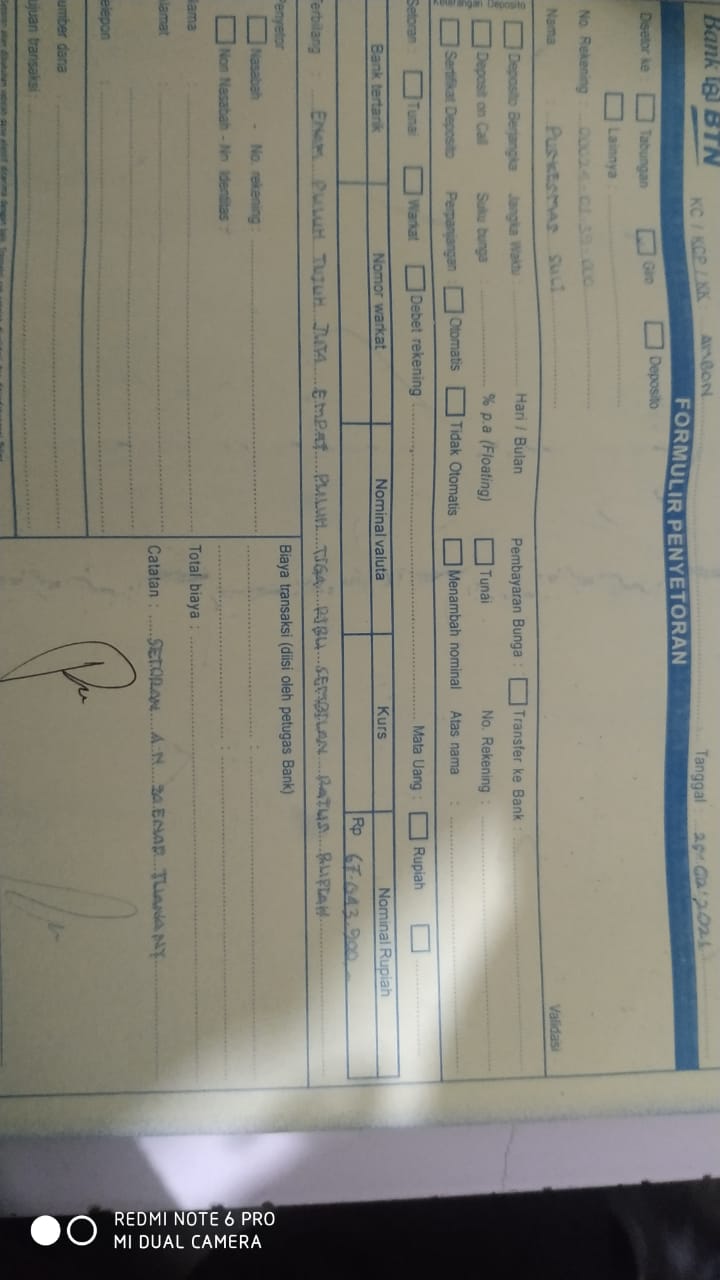 Bank BTN KC / KCP / KK : AMBON Tanggal :
FORMULIR PENYETORAN
Disetor ke : Tabungan Giro Deposito
Lainnya :
No. Rekening :
Nama : PUSKESMAS Validasi
Keterangan Deposito
Deposito Berjangka Jangka Waktu Hari / Bulan Pembayaran Bunga : Transfer ke Bank :
Deposit on Call Suku bunga : % p.a (Floating) Tunai No. Rekening :
Sertifikat Deposito Perpanjangan Otomatis Tidak Otomatis Menambah nominal Atas nama :
Setoran : Tunai Warkat Debet rekening Mata Uang : Rupiah
Bank tertarik Nomor warkat Nominal valuta Kurs Nominal Rupiah
Rp 67.043.900
Terbilang : ENAM PULUH TUJUH JUTA EMPAT PULUH TIGA RIBU SEMBILAN RATUS RUPIAH
Penyetor Biaya transaksi (diisi oleh petugas Bank)
Nasabah - No. rekening : :
Non Nasabah - No Identitas : :
Nama : Total biaya :
Alamat : Catatan : SETORAN A.N TUANANY
Telepon :
Sumber dana
Tujuan transaksi :
REDMI NOTE 6 PRO
MI DUAL CAMERA